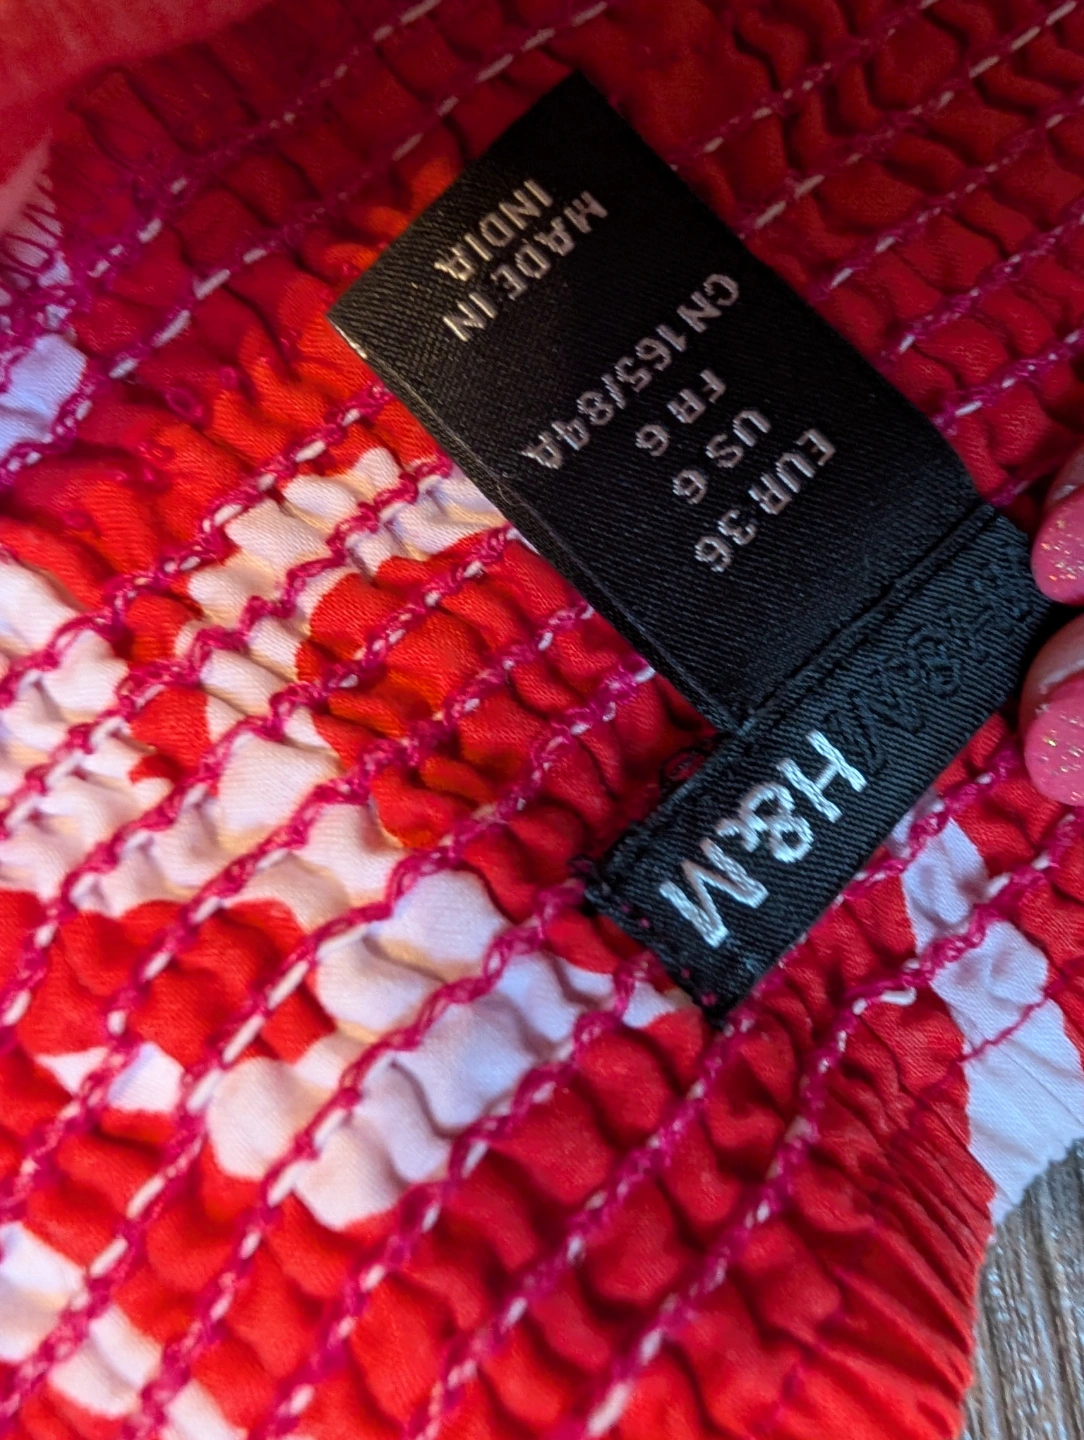 H&M
EUR 36
US 6
FR 6
CN 165/84A
MADE IN
INDIA